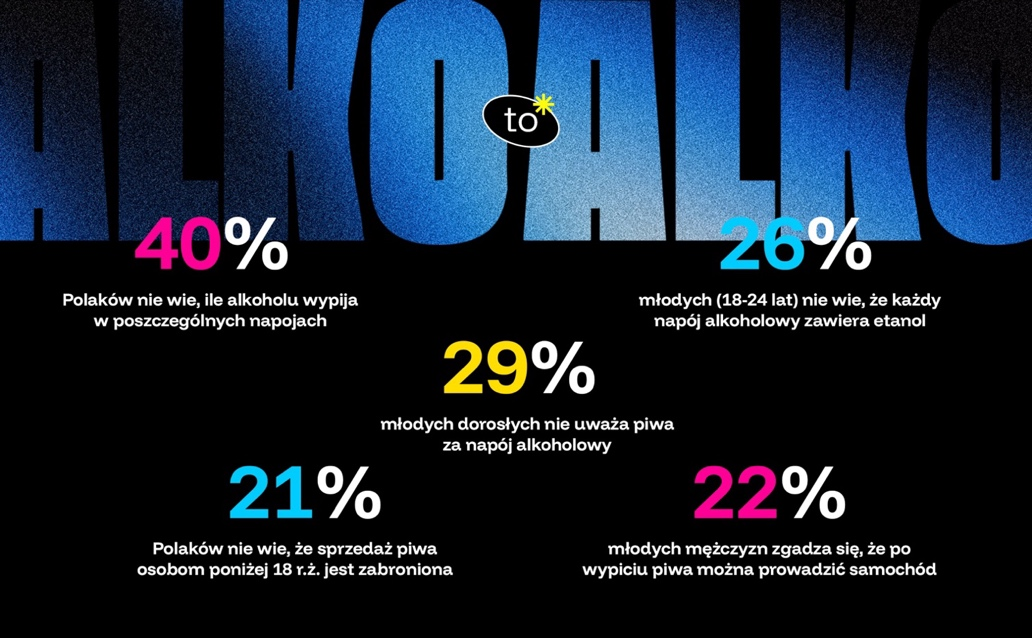 ALKO to* ALKO
40%
Polaków nie wie, ile alkoholu wypija
w poszczególnych napojach
26%
młodych (18-24 lat) nie wie, że każdy
napój alkoholowy zawiera etanol
29%
młodych dorosłych nie uważa piwa
za napój alkoholowy
21%
Polaków nie wie, że sprzedaż piwa
osobom poniżej 18 r.ż. jest zabroniona
22%
młodych mężczyzn zgadza się, że po
wypiciu piwa można prowadzić samochód